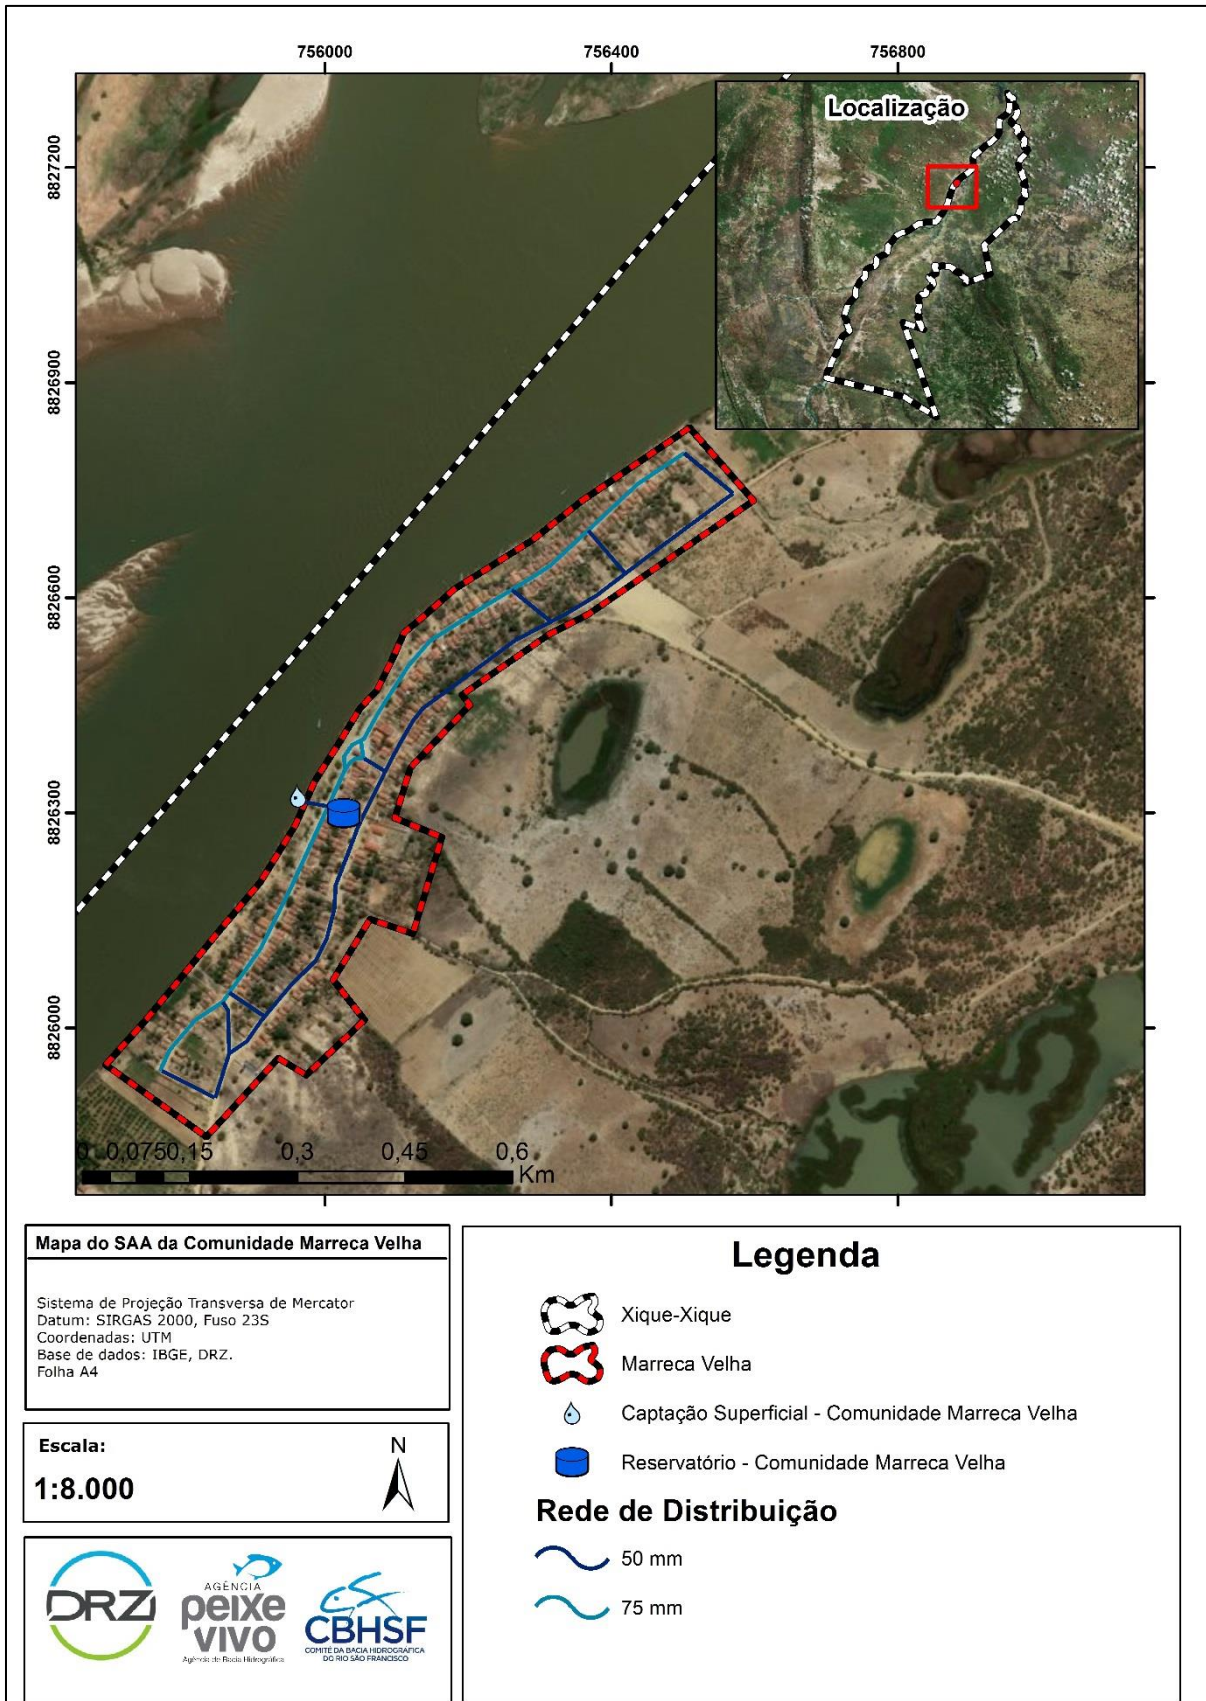 756000 756400 756800
Localização
8827200
8826900
8826600
8826300
8826000
0 0,075 0,15 0,3 0,45 0,6
Km
Mapa do SAA da Comunidade Marreca Velha
Sistema de Projeção Transversa de Mercator
Datum: SIRGAS 2000, Fuso 23S
Coordenadas: UTM
Base de dados: IBGE, DRZ.
Folha A4
Escala:
1:8.000
N
DRZ
AGÊNCIA
peixe
vivo
Agência de Bacia Hidrográfica
CBHSF
COMITÊ DA BACIA HIDROGRÁFICA
DO RIO SÃO FRANCISCO
Legenda
Xique-Xique
Marreca Velha
Captação Superficial - Comunidade Marreca Velha
Reservatório - Comunidade Marreca Velha
Rede de Distribuição
50 mm
75 mm